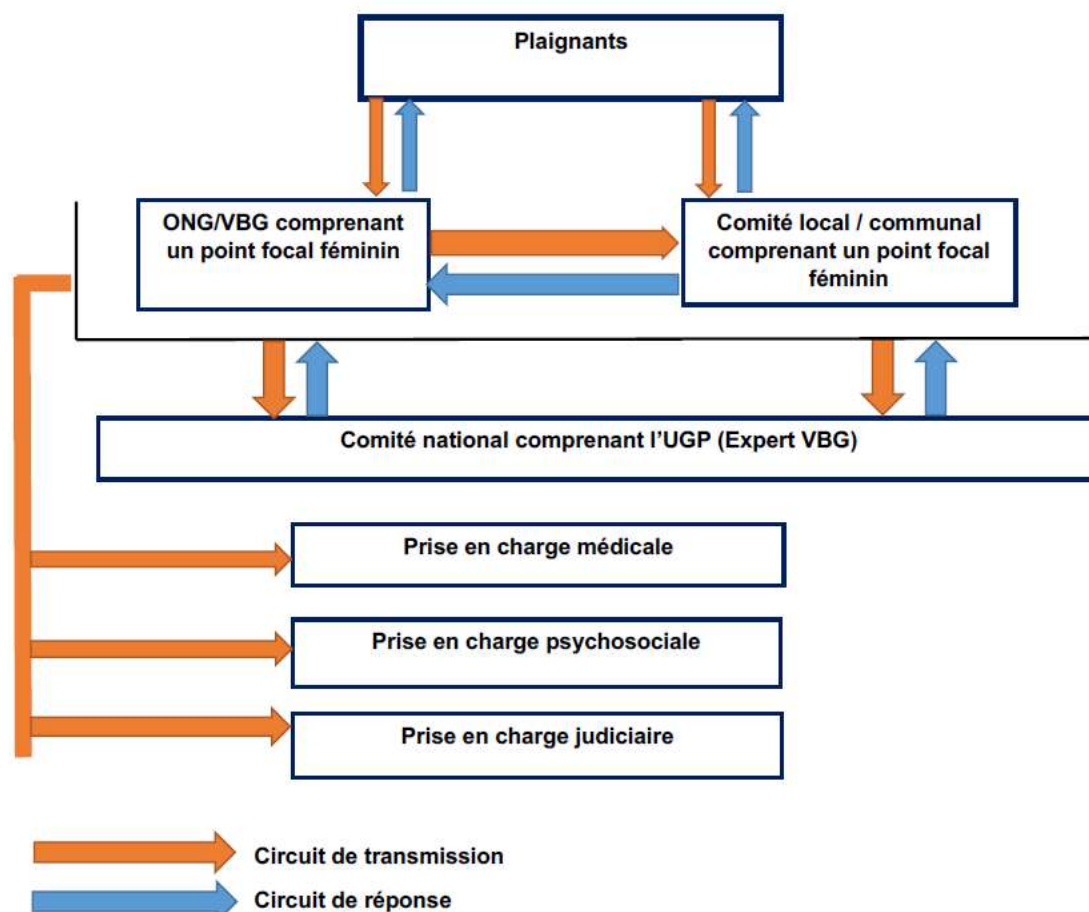 Plaignants
ONG/VBG comprenant
un point focal féminin
Comité local / communal
comprenant un point focal
féminin
Comité national comprenant l’UGP (Expert VBG)
Prise en charge médicale
Prise en charge psychosociale
Prise en charge judiciaire
Circuit de transmission
Circuit de réponse